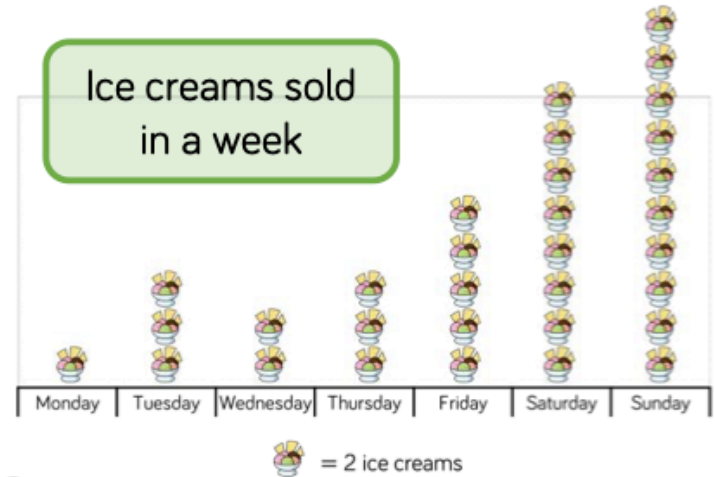 Ice creams sold
in a week
Monday Tuesday Wednesday Thursday Friday Saturday Sunday
= 2 ice creams